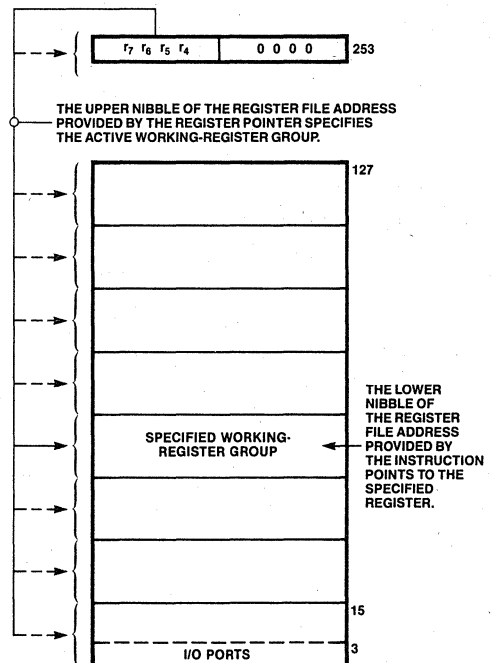 r7 r6 r5 r4 0 0 0 0 253
THE UPPER NIBBLE OF THE REGISTER FILE ADDRESS
PROVIDED BY THE REGISTER POINTER SPECIFIES
THE ACTIVE WORKING-REGISTER GROUP.
127
SPECIFIED WORKING-
REGISTER GROUP
THE LOWER
NIBBLE OF
THE REGISTER
FILE ADDRESS
PROVIDED BY
THE INSTRUCTION
POINTS TO THE
SPECIFIED
REGISTER.
15
3
I/O PORTS